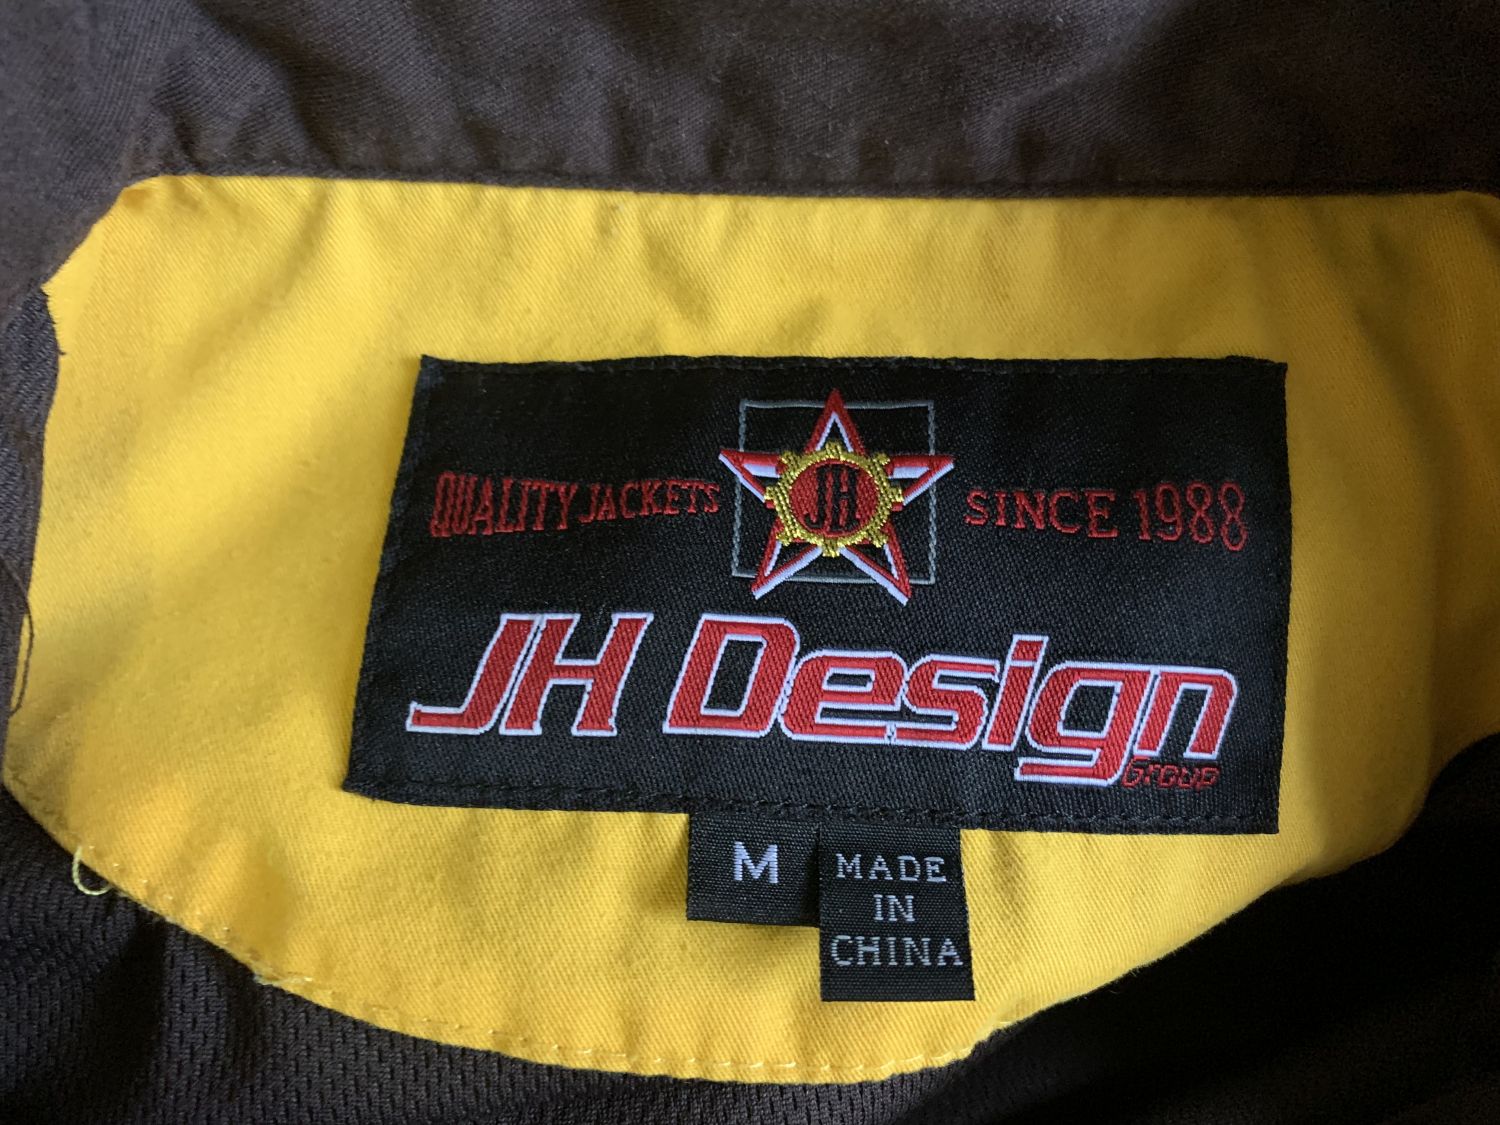 QUALITY JACKETS JH SINCE 1988
JH Design
Group
M
MADE
IN
CHINA